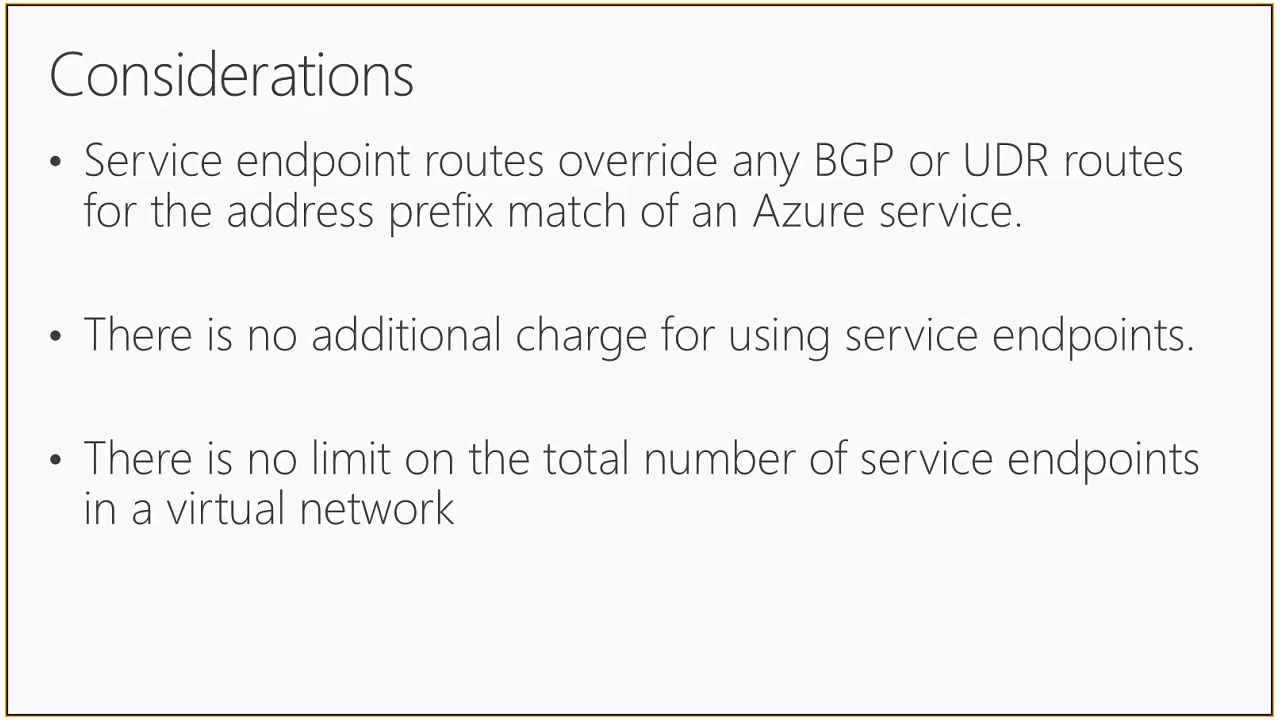 Considerations
• Service endpoint routes override any BGP or UDR routes
for the address prefix match of an Azure service.
• There is no additional charge for using service endpoints.
• There is no limit on the total number of service endpoints
in a virtual network